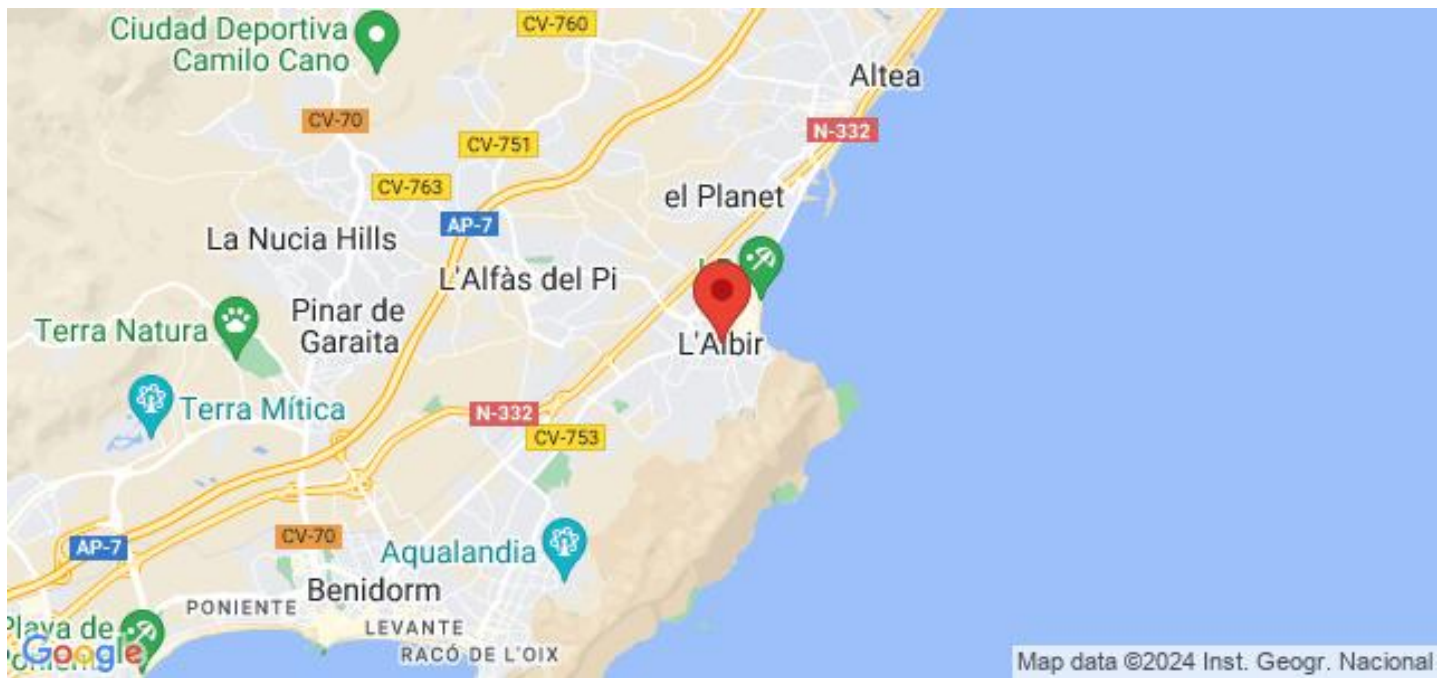 Ciudad Deportiva
Camilo Cano
CV-760
Altea
CV-70
N-332
CV-751
CV-763
el Planet
AP-7
La Nucia Hills
L'Alfàs del Pi
Pinar de
Garaita
Terra Natura
L'Albir
Terra Mítica
N-332
CV-753
CV-70
AP-7
Aqualandia
Benidorm
PONIENTE
LEVANTE
Playa de
RACÓ DE L'OIX
Google
Map data ©2024 Inst. Geogr. Nacional